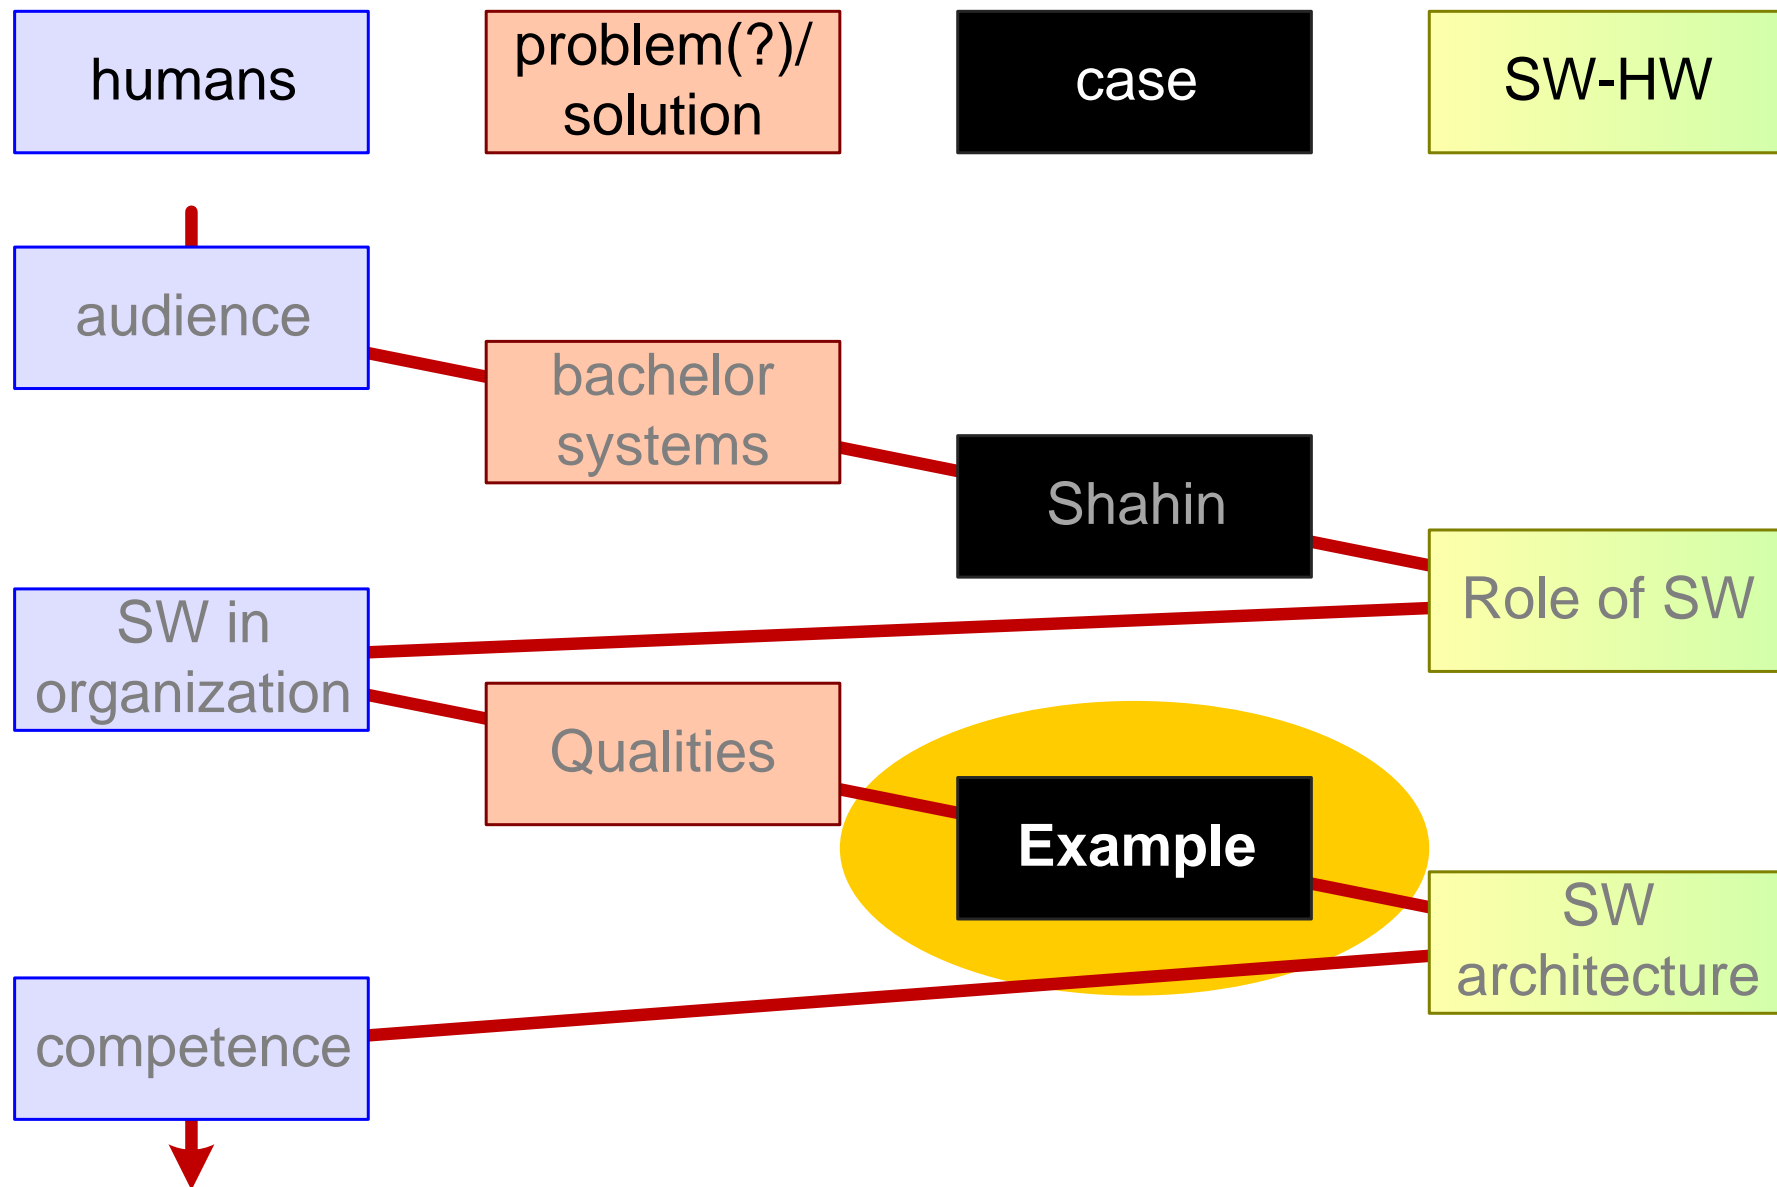 humans
problem(?)/
solution
case
SW-HW
audience
bachelor
systems
Shahin
Role of SW
SW in
organization
Qualities
Example
SW
architecture
competence